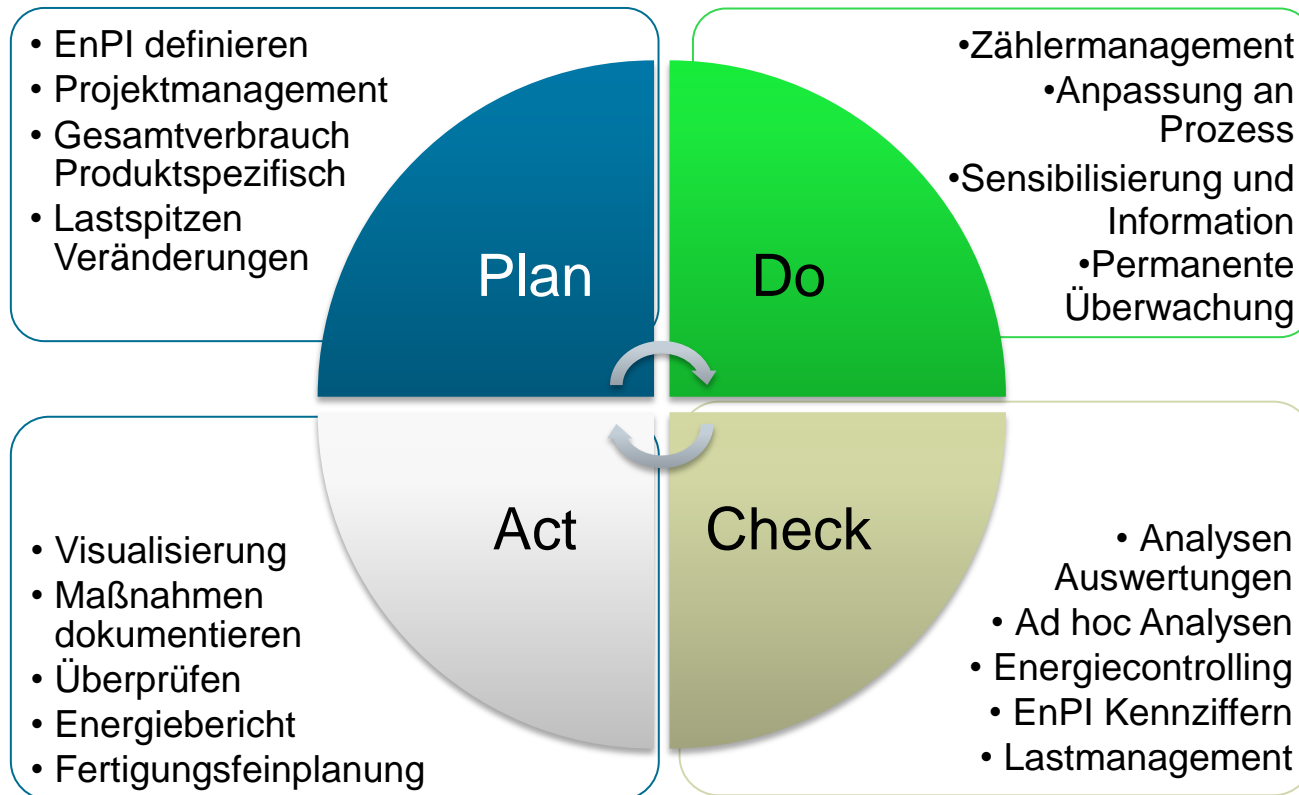 • EnPI definieren
• Projektmanagement
• Gesamtverbrauch
Produktspezifisch
• Lastspitzen
Veränderungen
Plan
•Zählermanagement
•Anpassung an
Prozess
•Sensibilisierung und
Information
•Permanente
Überwachung
Do
• Visualisierung
• Maßnahmen
dokumentieren
• Überprüfen
• Energiebericht
• Fertigungsfeinplanung
Act
Check
• Analysen
Auswertungen
• Ad hoc Analysen
• Energiecontrolling
• EnPI Kennziffern
• Lastmanagement